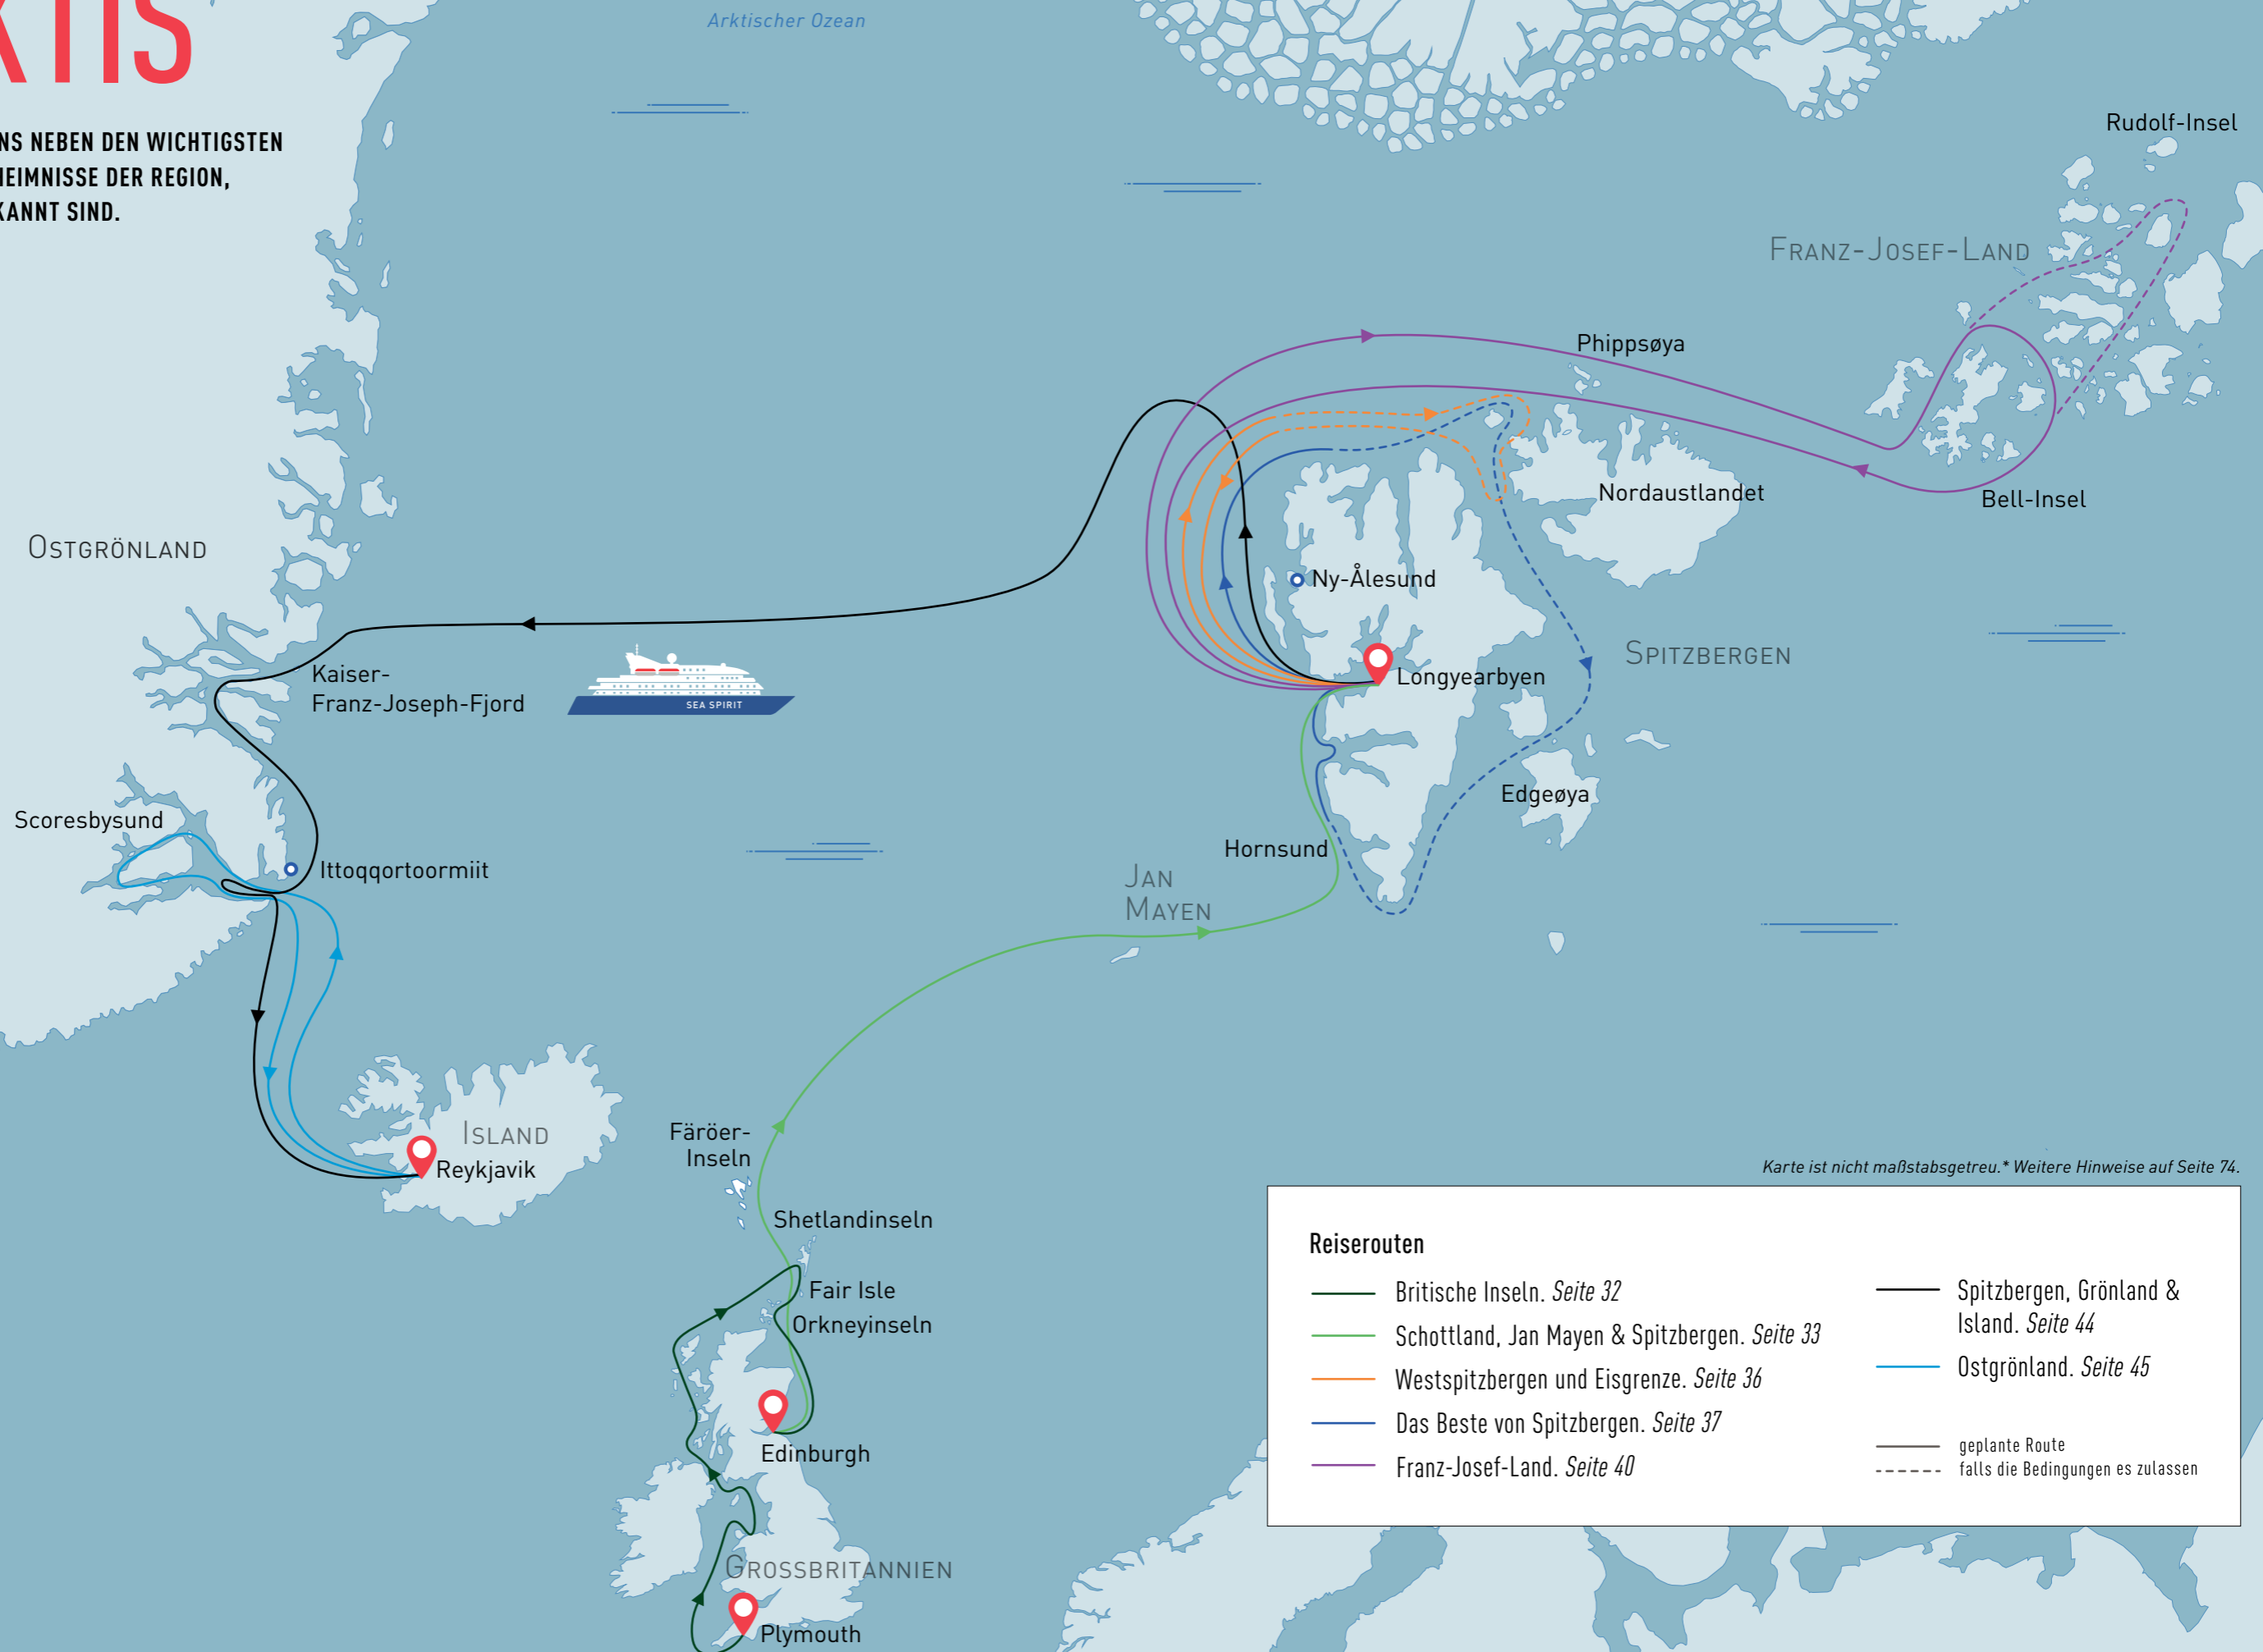 KTIS
NS NEBEN DEN WICHTIGSTEN
HEIMNISSE DER REGION,
KANNT SIND.
Arktischer Ozean
Rudolf-Insel
Franz-Josef-Land
Phippsøya
Nordaustlandet
Bell-Insel
Ostgrönland
Ny-Ålesund
Spitzbergen
Longyearbyen
Kaiser-
Franz-Joseph-Fjord
SEA SPIRIT
Edgeøya
Scoresbysund
Hornsund
Ittoqqortoormiit
Jan
Mayen
Island
Reykjavik
Färöer-
Inseln
Shetlandinseln
Fair Isle
Orkneyinseln
Edinburgh
Grossbritannien
Plymouth
Karte ist nicht maßstabsgetreu.* Weitere Hinweise auf Seite 74.
Reiserouten
Britische Inseln. Seite 32
Schottland, Jan Mayen & Spitzbergen. Seite 33
Westspitzbergen und Eisgrenze. Seite 36
Das Beste von Spitzbergen. Seite 37
Franz-Josef-Land. Seite 40
Spitzbergen, Grönland &
Island. Seite 44
Ostgrönland. Seite 45
geplante Route
falls die Bedingungen es zulassen